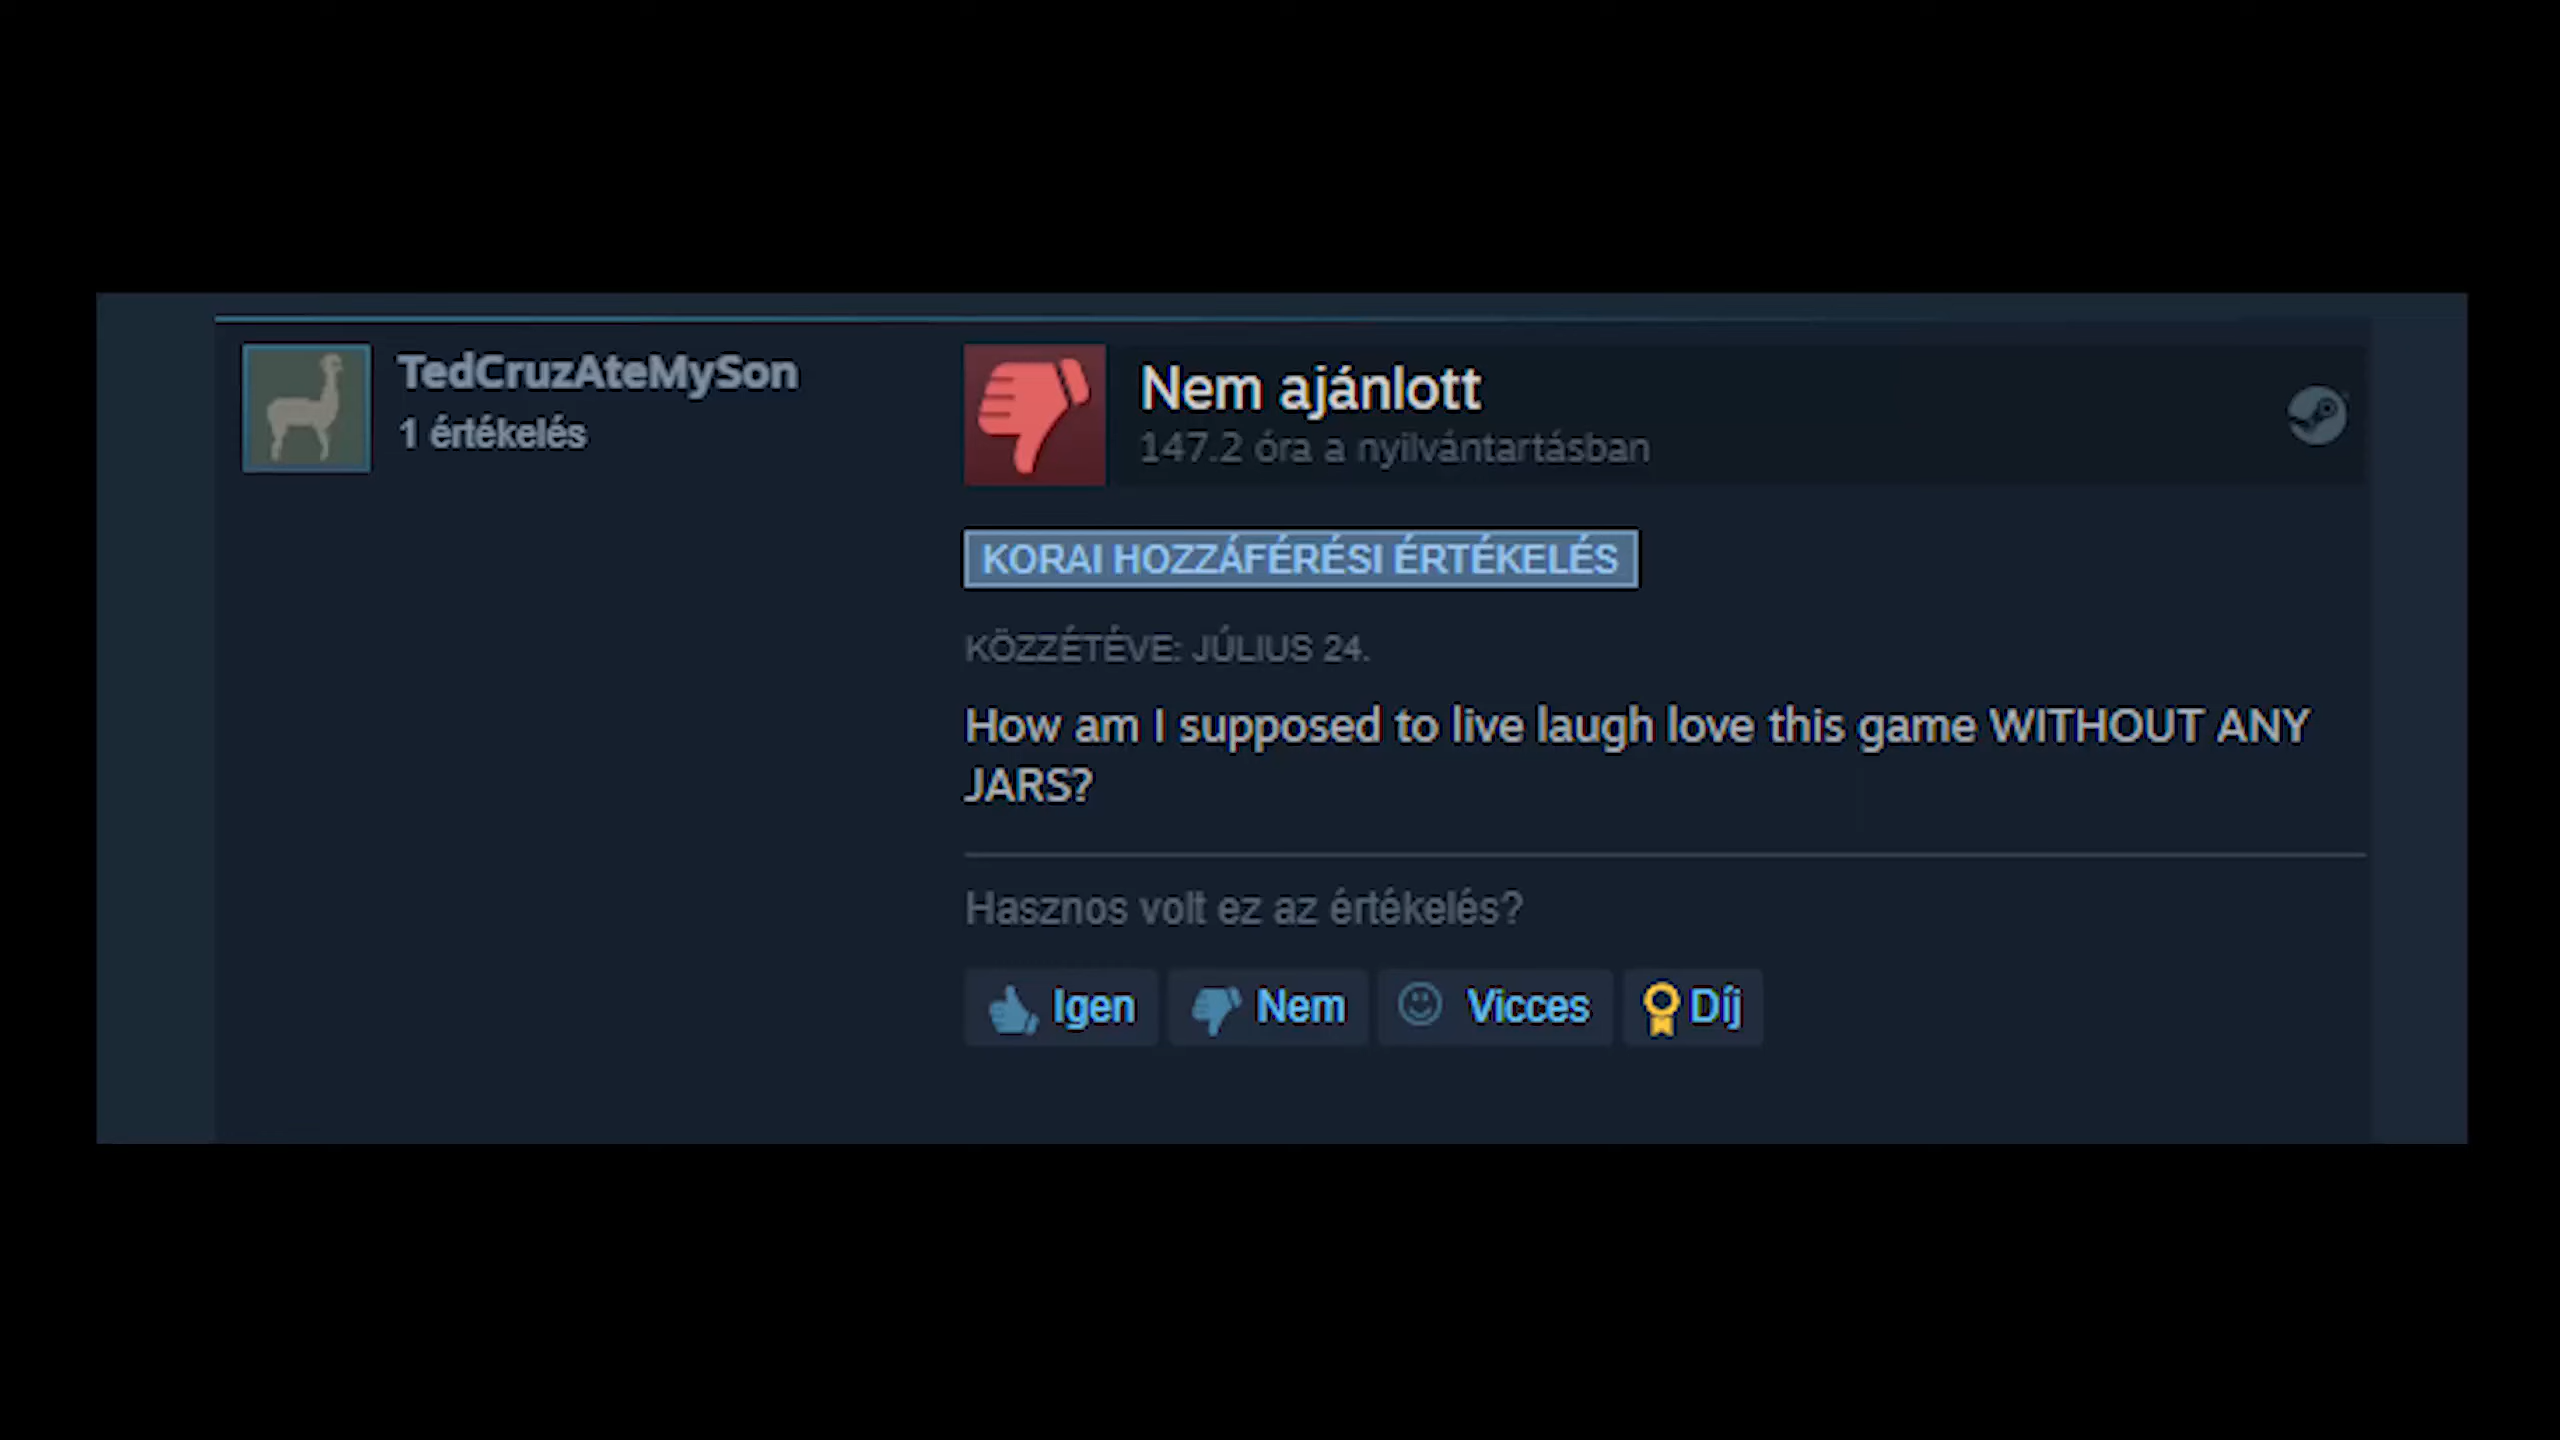 TedCruzAteMySon
1 értékelés
Nem ajánlott
147.2 óra a nyilvántartásban
KORAI HOZZÁFÉRÉSI ÉRTÉKELÉS
KÖZZÉTÉVE: JÚLIUS 24.
How am I supposed to live laugh love this game WITHOUT ANY
JARS?
Hasznos volt ez az értékelés?
Igen Nem Vicces Díj